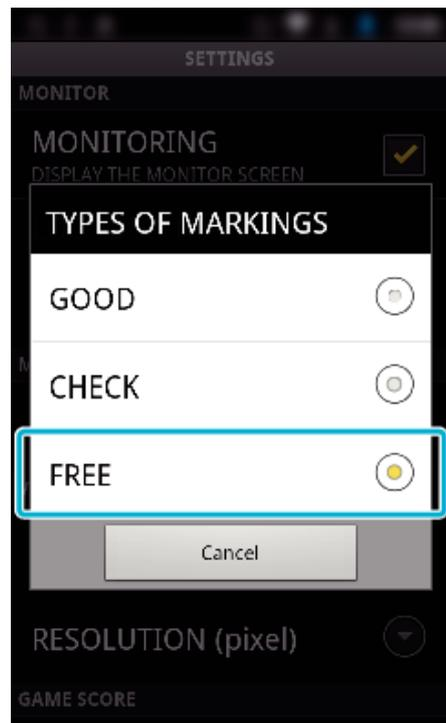 SETTINGS
MONITOR
MONITORING
DISPLAY THE MONITOR SCREEN
TYPES OF MARKINGS
GOOD
CHECK
FREE
Cancel
RESOLUTION (pixel)
GAME SCORE